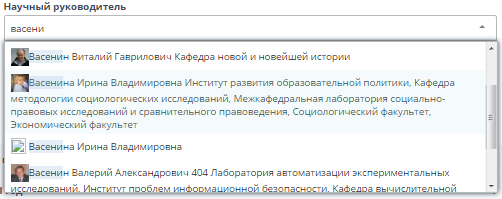 Научный руководитель
васени
Васенин Виталий Гаврилович Кафедра новой и новейшей истории
Васенина Ирина Владимировна Институт развития образовательной политики, Кафедра
методологии социологических исследований, Межкафедральная лаборатория социально-
правовых исследований и сравнительного правоведения, Социологический факультет,
Экономический факультет
Васенина Ирина Владимировна
Васенин Валерий Александрович 404 Лаборатория автоматизации экспериментальных
исследований, Институт проблем информационной безопасности, Кафедра вычислительной